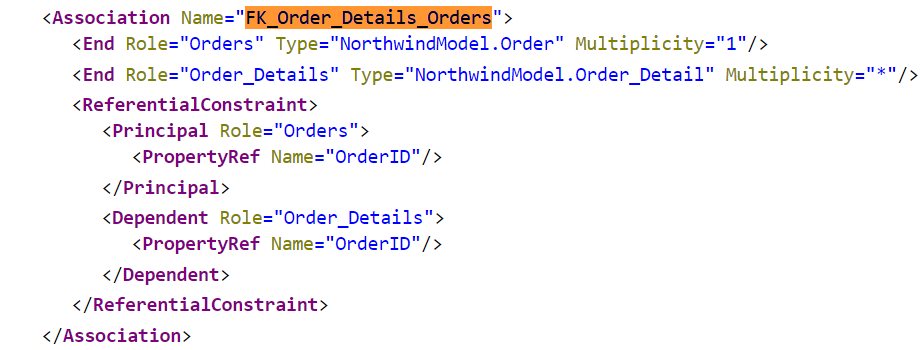 <Association Name="FK_Order_Details_Orders">
<End Role="Orders" Type="NorthwindModel.Order" Multiplicity="1"/>
<End Role="Order_Details" Type="NorthwindModel.Order_Detail" Multiplicity="*"/>
<ReferentialConstraint>
<Principal Role="Orders">
<PropertyRef Name="OrderID"/>
</Principal>
<Dependent Role="Order_Details">
<PropertyRef Name="OrderID"/>
</Dependent>
</ReferentialConstraint>
</Association>